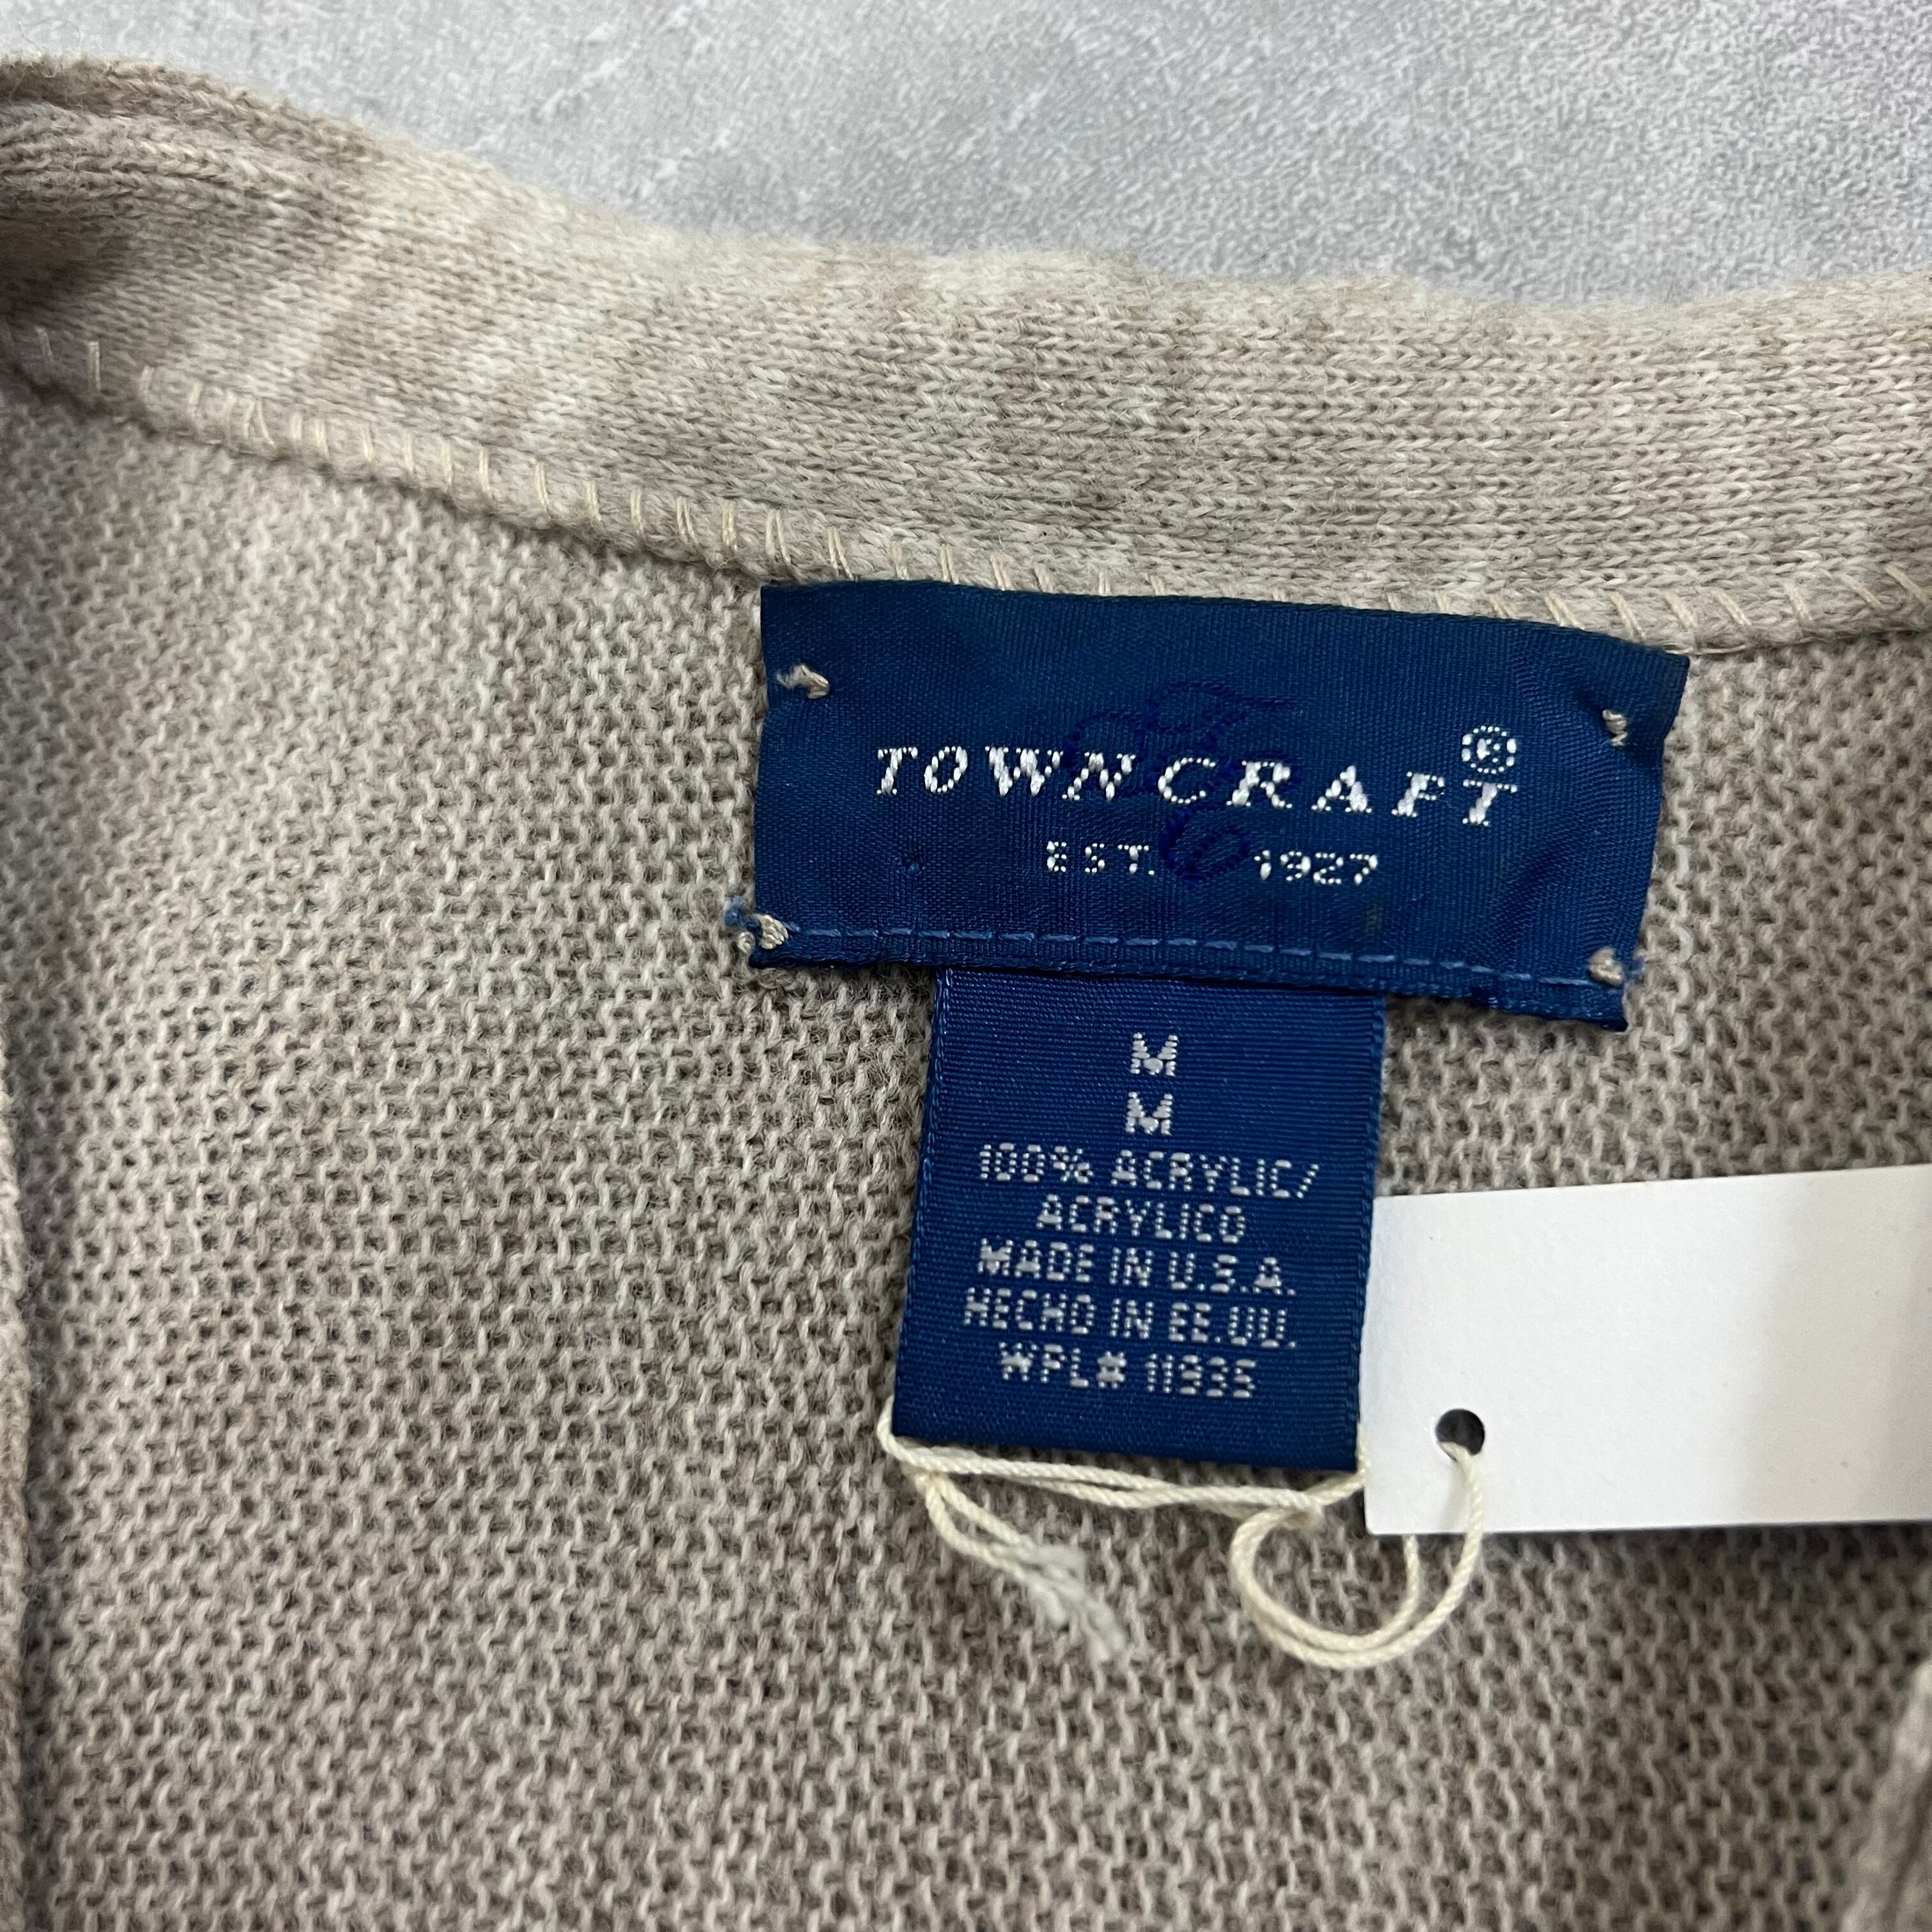 TOWNCRAFT®
EST. 1927
M
M
100% ACRYLIC/
ACRYLICO
MADE IN U.S.A.
HECHO IN EE.UU.
WPL# 11935